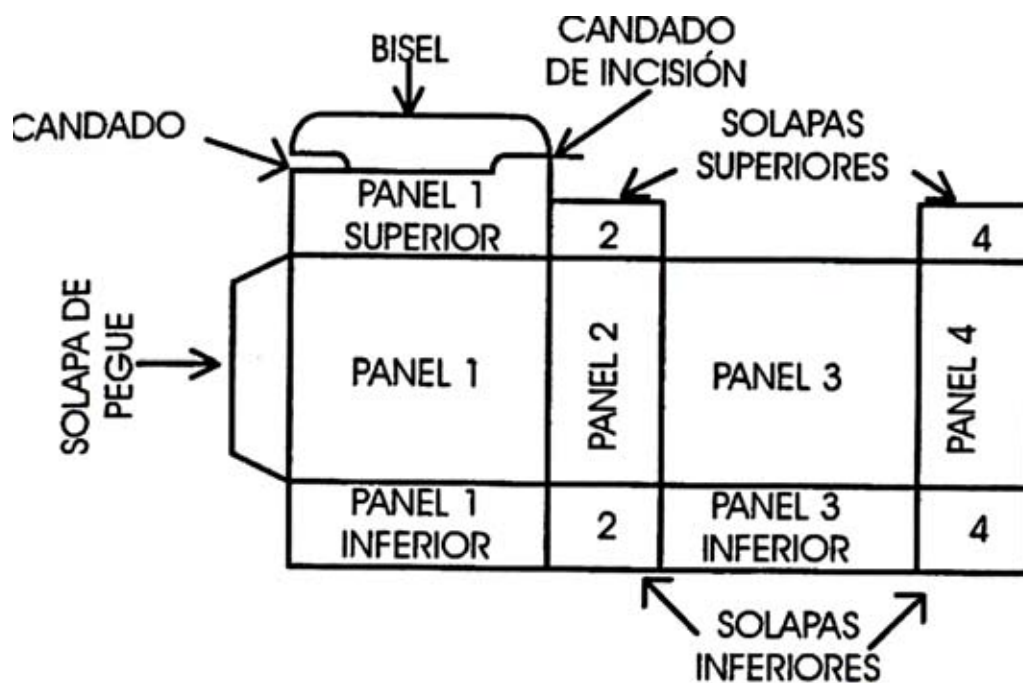 BISEL
CANDADO
DE INCISIÓN
CANDADO
SOLAPAS
SUPERIORES
PANEL 1
SUPERIOR
2
4
SOLAPA DE
PEGUE
PANEL 1
PANEL 2
PANEL 3
PANEL 4
PANEL 1
INFERIOR
2
PANEL 3
INFERIOR
4
SOLAPAS
INFERIORES